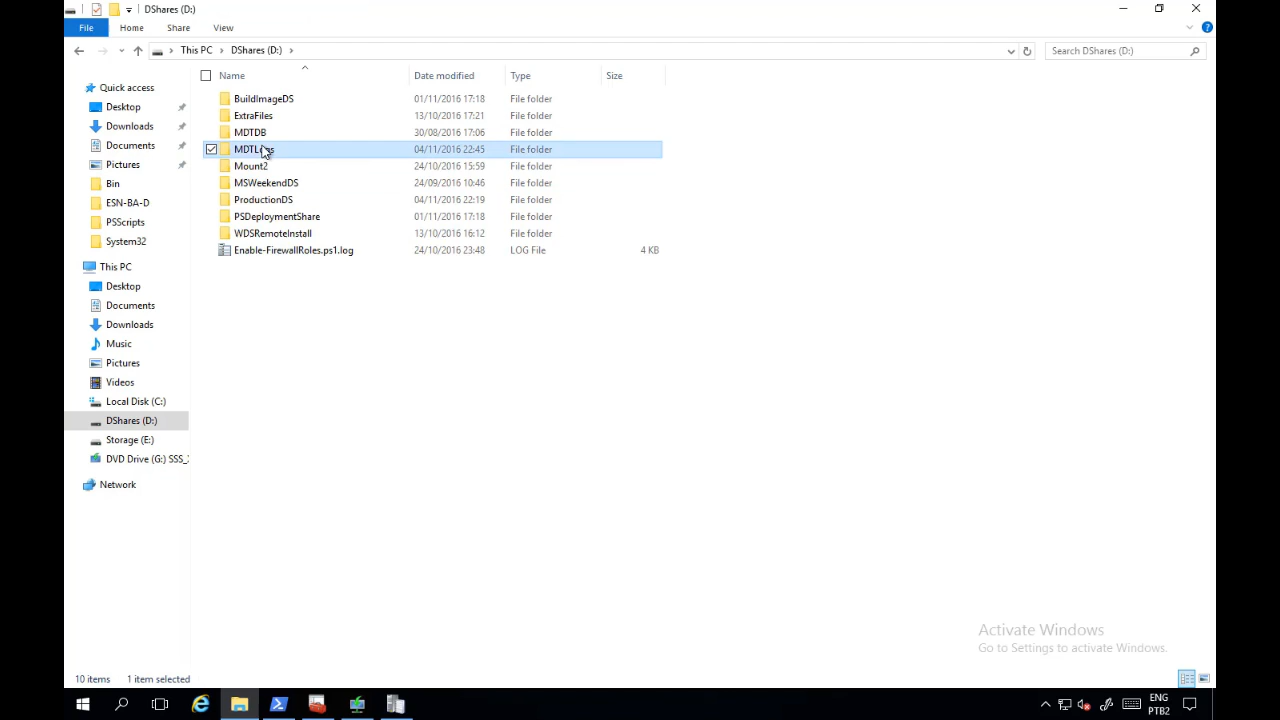 DShares (D:)
File Home Share View
This PC DShares (D:) Search DShares (D:)
Name Date modified Type Size
Quick access
Desktop
Downloads
Documents
Pictures
Bin
ESN-BA-D
PSScripts
System32
This PC
Desktop
Documents
Downloads
Music
Pictures
Videos
Local Disk (C:)
DShares (D:)
Storage (E:)
DVD Drive (G:) SSS_
Network
BuildImageDS 01/11/2016 17:18 File folder
ExtraFiles 13/10/2016 17:21 File folder
MDTDB 30/08/2016 17:06 File folder
04/11/2016 22:45 File folder
Mount2 24/10/2016 15:59 File folder
MSWeekendDS 24/09/2016 10:46 File folder
ProductionDS 04/11/2016 22:19 File folder
PSDeploymentShare 01/11/2016 17:18 File folder
WDSRemoteInstall 13/10/2016 16:12 File folder
Enable-FirewallRoles.ps1.log 24/10/2016 23:48 LOG File 4 KB
Activate Windows
Go to Settings to activate Windows.
10 items 1 item selected
ENG
PTB2